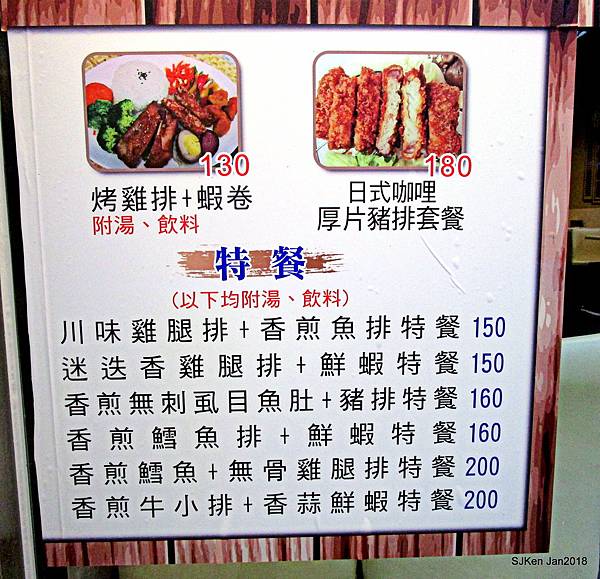 130
烤雞排+蝦卷
附湯、飲料
180
日式咖哩
厚片豬排套餐
特餐
(以下均附湯、飲料)
川味雞腿排+香煎魚排特餐 150
迷迭香雞腿排+鮮蝦特餐 150
香煎無刺虱目魚肚+豬排特餐 160
香煎鱈魚排+鮮蝦特餐 160
香煎鱈魚+無骨雞腿排特餐 200
香煎牛小排+香蒜鮮蝦特餐 200
SJKen Jan2018